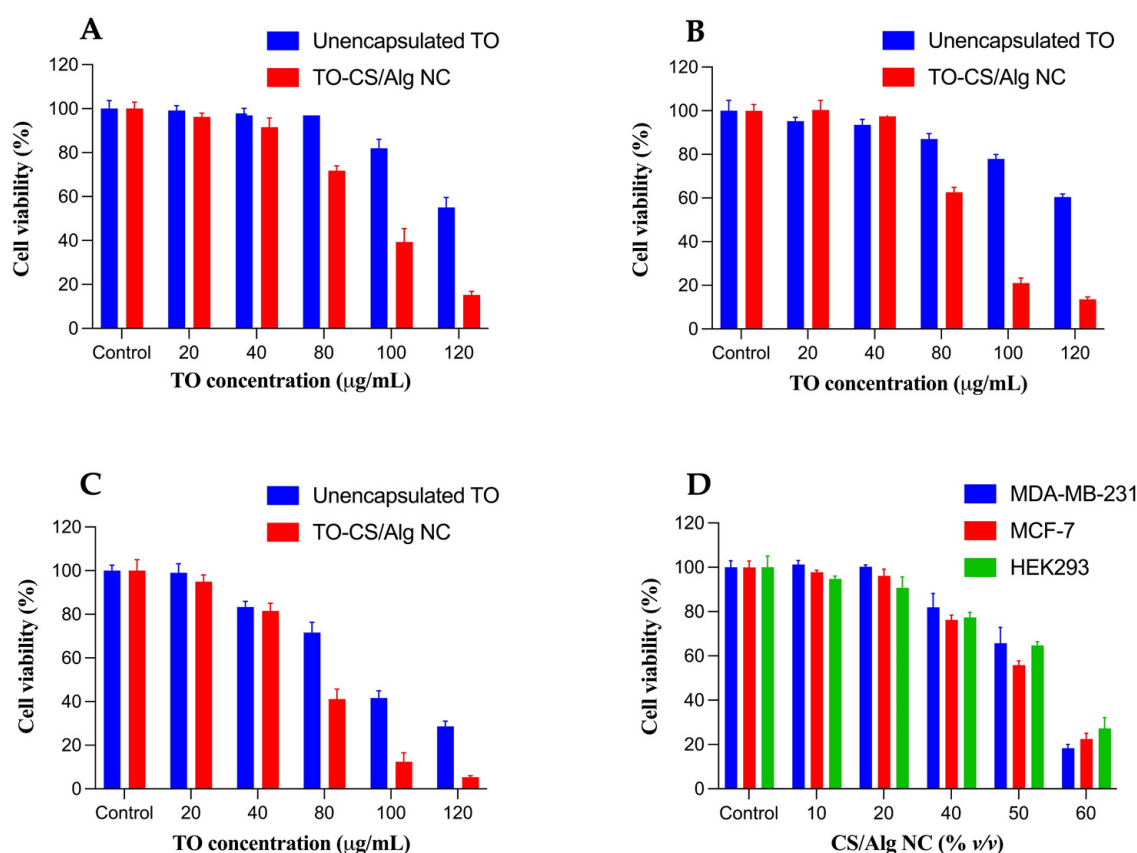 A
Unencapsulated TO
TO-CS/Alg NC
120
100
80
60
40
20
0
Cell viability (%)
Control 20 40 80 100 120
TO concentration (μg/mL)
B
Unencapsulated TO
TO-CS/Alg NC
120
100
80
60
40
20
0
Cell viability (%)
Control 20 40 80 100 120
TO concentration (μg/mL)
C
Unencapsulated TO
TO-CS/Alg NC
120
100
80
60
40
20
0
Cell viability (%)
Control 20 40 80 100 120
TO concentration (μg/mL)
D
MDA-MB-231
MCF-7
HEK293
120
100
80
60
40
20
0
Cell viability (%)
Control 10 20 40 50 60
CS/Alg NC (% v/v)